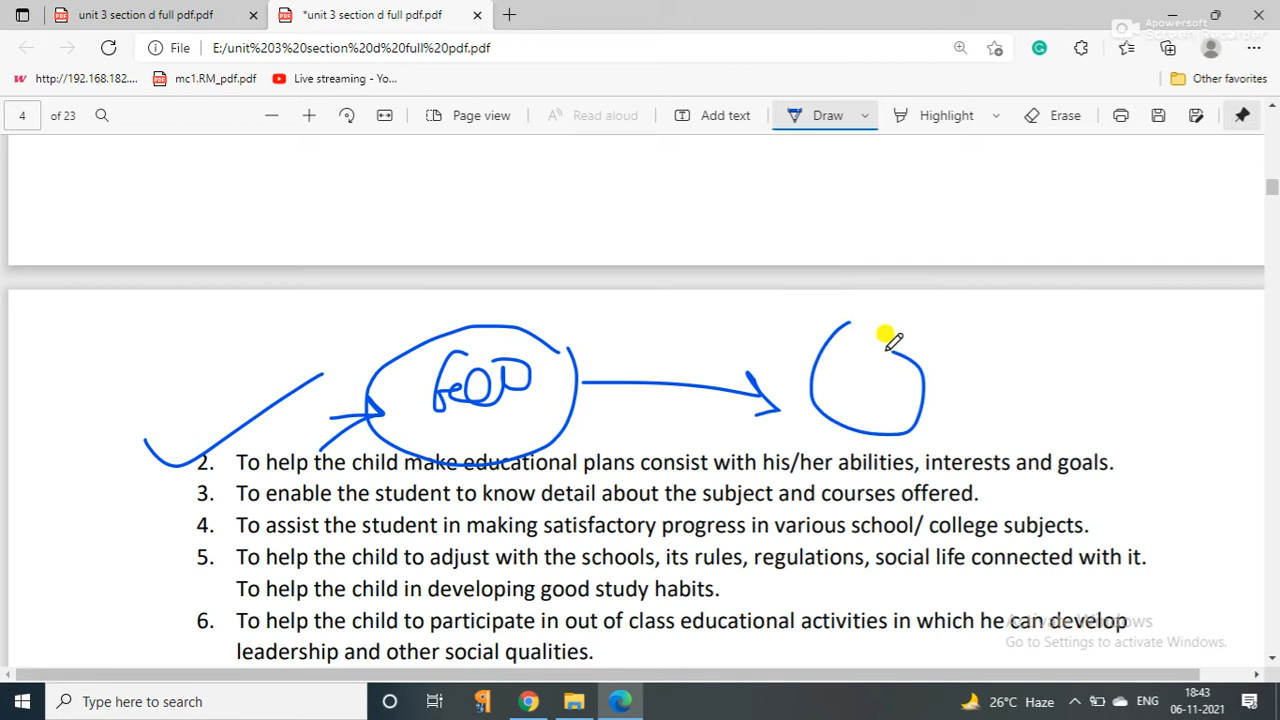 unit 3 section d full pdf.pdf
*unit 3 section d full pdf.pdf
Apowersoft
Screen Recorder
File E:/unit%203%20section%20d%20full%20pdf.pdf
http://192.168.182.... mc1.RM_pdf.pdf Live streaming - Yo... Other favorites
4 of 23 Page view Read aloud Add text Draw Highlight Erase
2. To help the child make educational plans consist with his/her abilities, interests and goals.
3. To enable the student to know detail about the subject and courses offered.
4. To assist the student in making satisfactory progress in various school/ college subjects.
5. To help the child to adjust with the schools, its rules, regulations, social life connected with it.
To help the child in developing good study habits.
6. To help the child to participate in out of class educational activities in which he can develop
leadership and other social qualities.
Activate Windows
Go to Settings to activate Windows.
Type here to search 26°C Haze ENG 18:43
06-11-2021